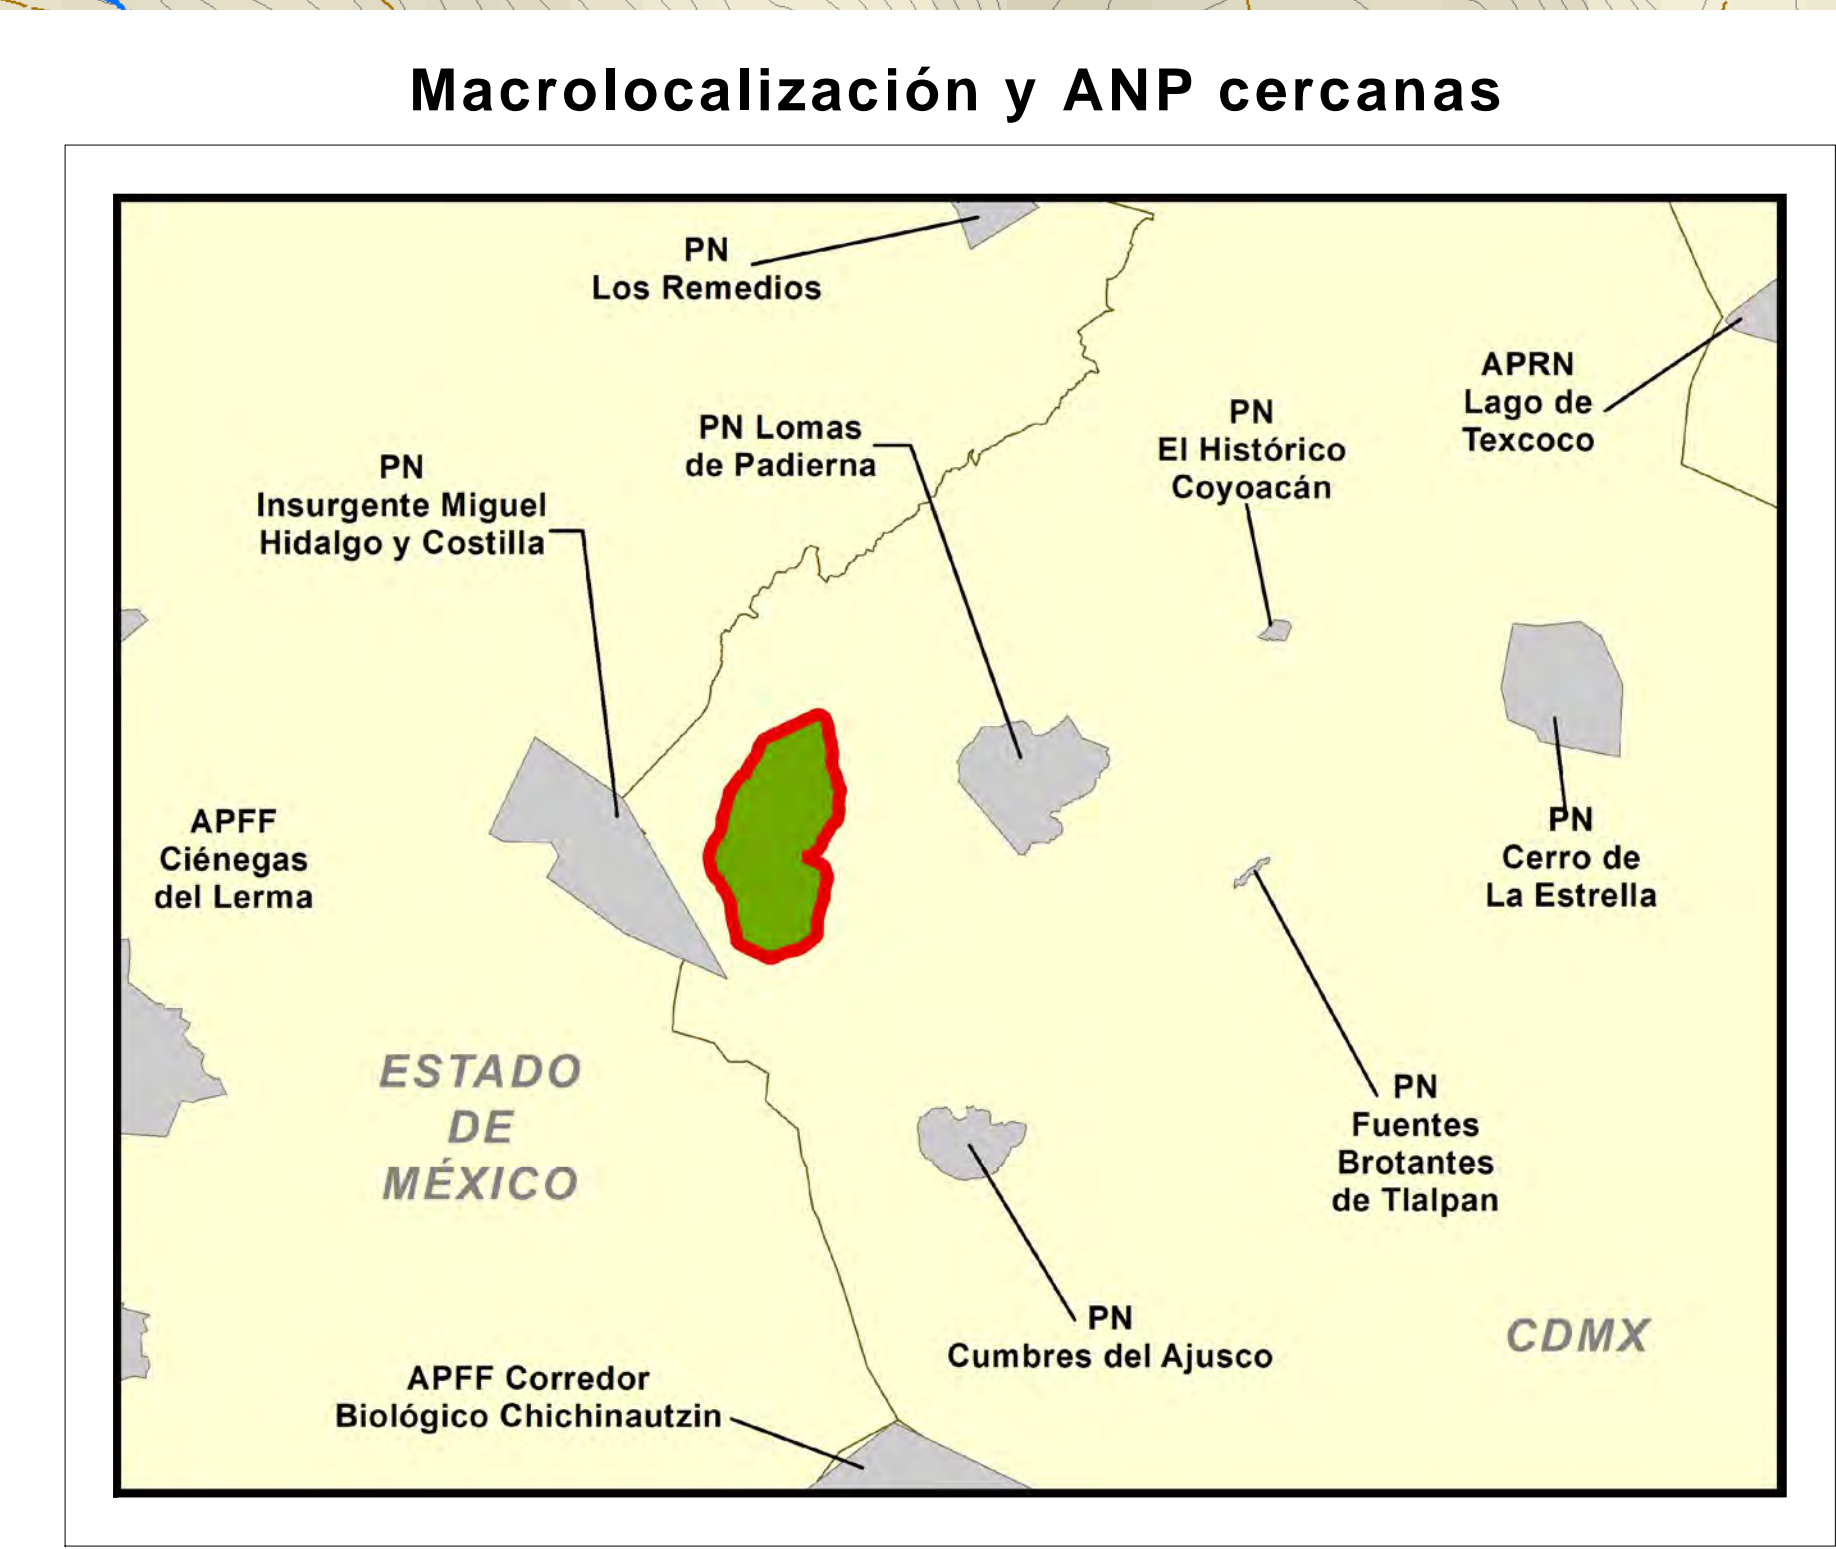 Macrolocalización y ANP cercanas
PN
Los Remedios
APRN
Lago de
Texcoco
PN
El Histórico
Coyoacán
PN Lomas
de Padierna
PN
Insurgente Miguel
Hidalgo y Costilla
APFF
Ciénegas
del Lerma
PN
Cerro de
La Estrella
ESTADO
DE
MÉXICO
PN
Fuentes
Brotantes
de Tlalpan
PN
Cumbres del Ajusco
CDMX
APFF Corredor
Biológico Chichinautzin